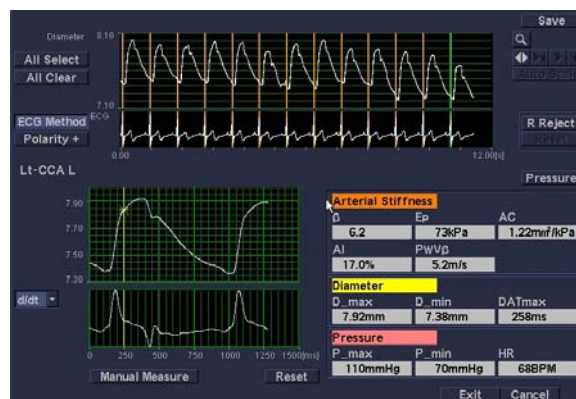 Save
Diameter 8.10
All Select
All Clear
7.10
ECG Method ECG
Polarity +
R Reject
0.00 12.00[s]
Lt-CCA L
Pressure
Arterial Stiffness
β Ep AC
6.2 73kPa 1.22mm²/kPa
AI PWVβ
17.0% 5.2m/s
Diameter
D_max D_min DATmax
7.92mm 7.38mm 258ms
Pressure
P_max P_min HR
110mmHg 70mmHg 68BPM
7.90
7.70
7.50
7.30
d/dt
0 250 500 750 1000 1250 1500[ms]
Manual Measure Reset
Exit Cancel